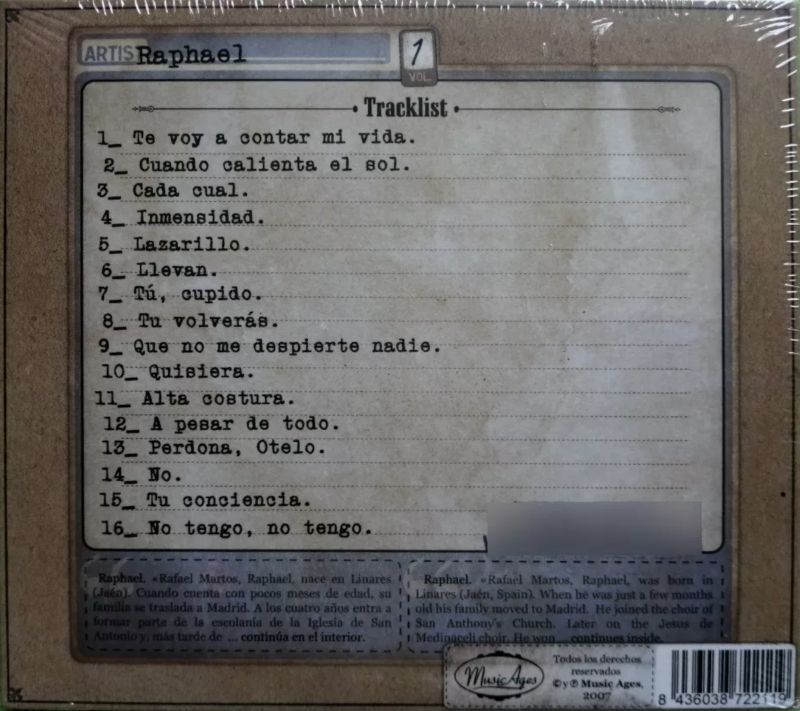 ARTIST Raphael
1
VOL.
Tracklist
1_ Te voy a contar mi vida.
2_ Cuando calienta el sol.
3_ Cada cual.
4_ Inmensidad.
5_ Lazarillo.
6_ Llevan.
7_ Tú, cupido.
8_ Tu volverás.
9_ Que no me despierte nadie.
10_ Quisiera.
11_ Alta costura.
12_ A pesar de todo.
13_ Perdona, Otelo.
14_ No.
15_ Tu conciencia.
16_ No tengo, no tengo.
Raphael. «Rafael Martos, Raphael, nace en Linares
(Jaén). Cuando cuenta con pocos meses de edad, su
familia se traslada a Madrid. A los cuatro años entra a
formar parte de la escolanía de la Iglesia de San
Antonio y, más tarde de ... continúa en el interior.
Raphael. «Rafael Martos, Raphael, was born in
Linares (Jaén, Spain). When he was just a few months
old his family moved to Madrid. He joined the choir of
San Anthony's Church. Later on the Jesus de
Medinaceli choir. He won ... continues inside.
Music Ages
Todos los derechos
reservados
©y℗ Music Ages,
2007
8 436038 722119